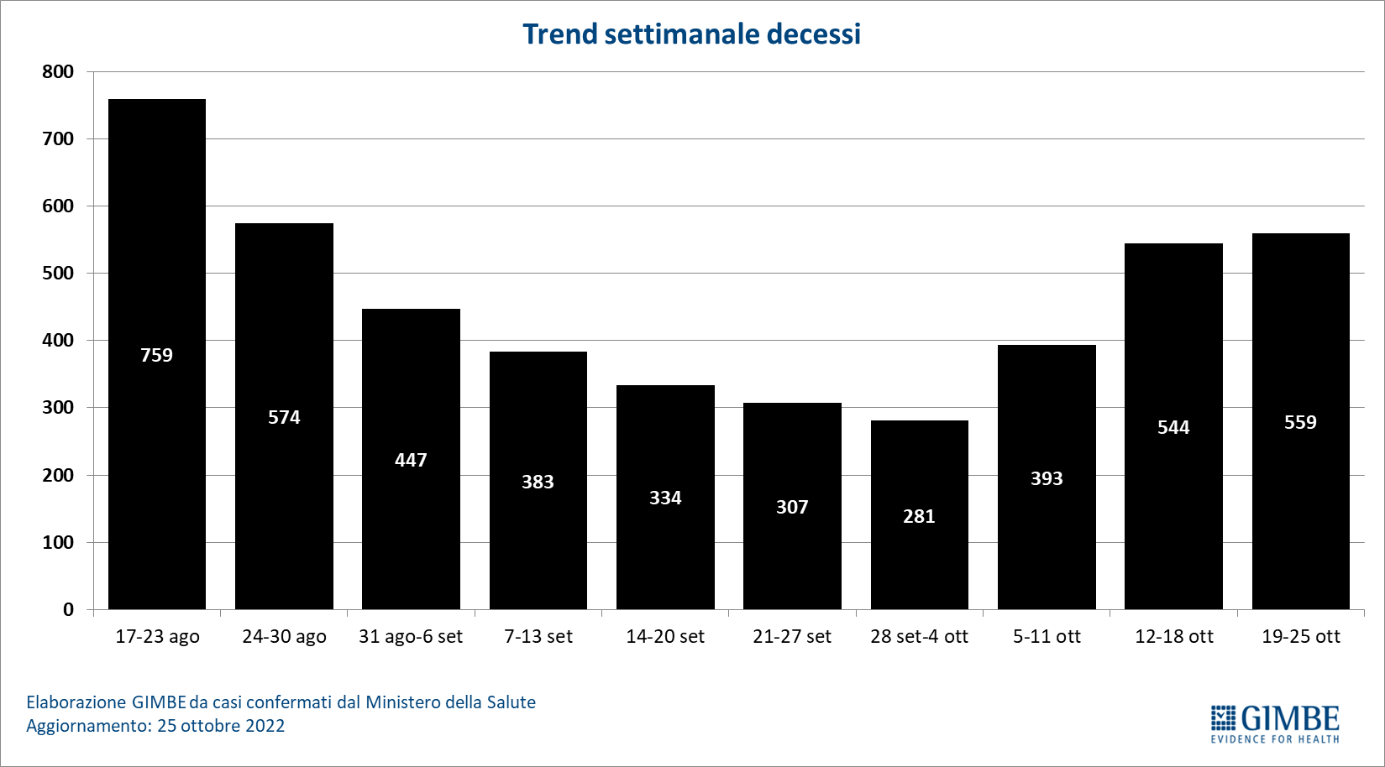 Trend settimanale decessi
800
700
600
500
400
300
200
100
0
759
574
447
383
334
307
281
393
544
559
17-23 ago
24-30 ago
31 ago-6 set
7-13 set
14-20 set
21-27 set
28 set-4 ott
5-11 ott
12-18 ott
19-25 ott
Elaborazione GIMBE da casi confermati dal Ministero della Salute
Aggiornamento: 25 ottobre 2022
GIMBE
EVIDENCE FOR HEALTH